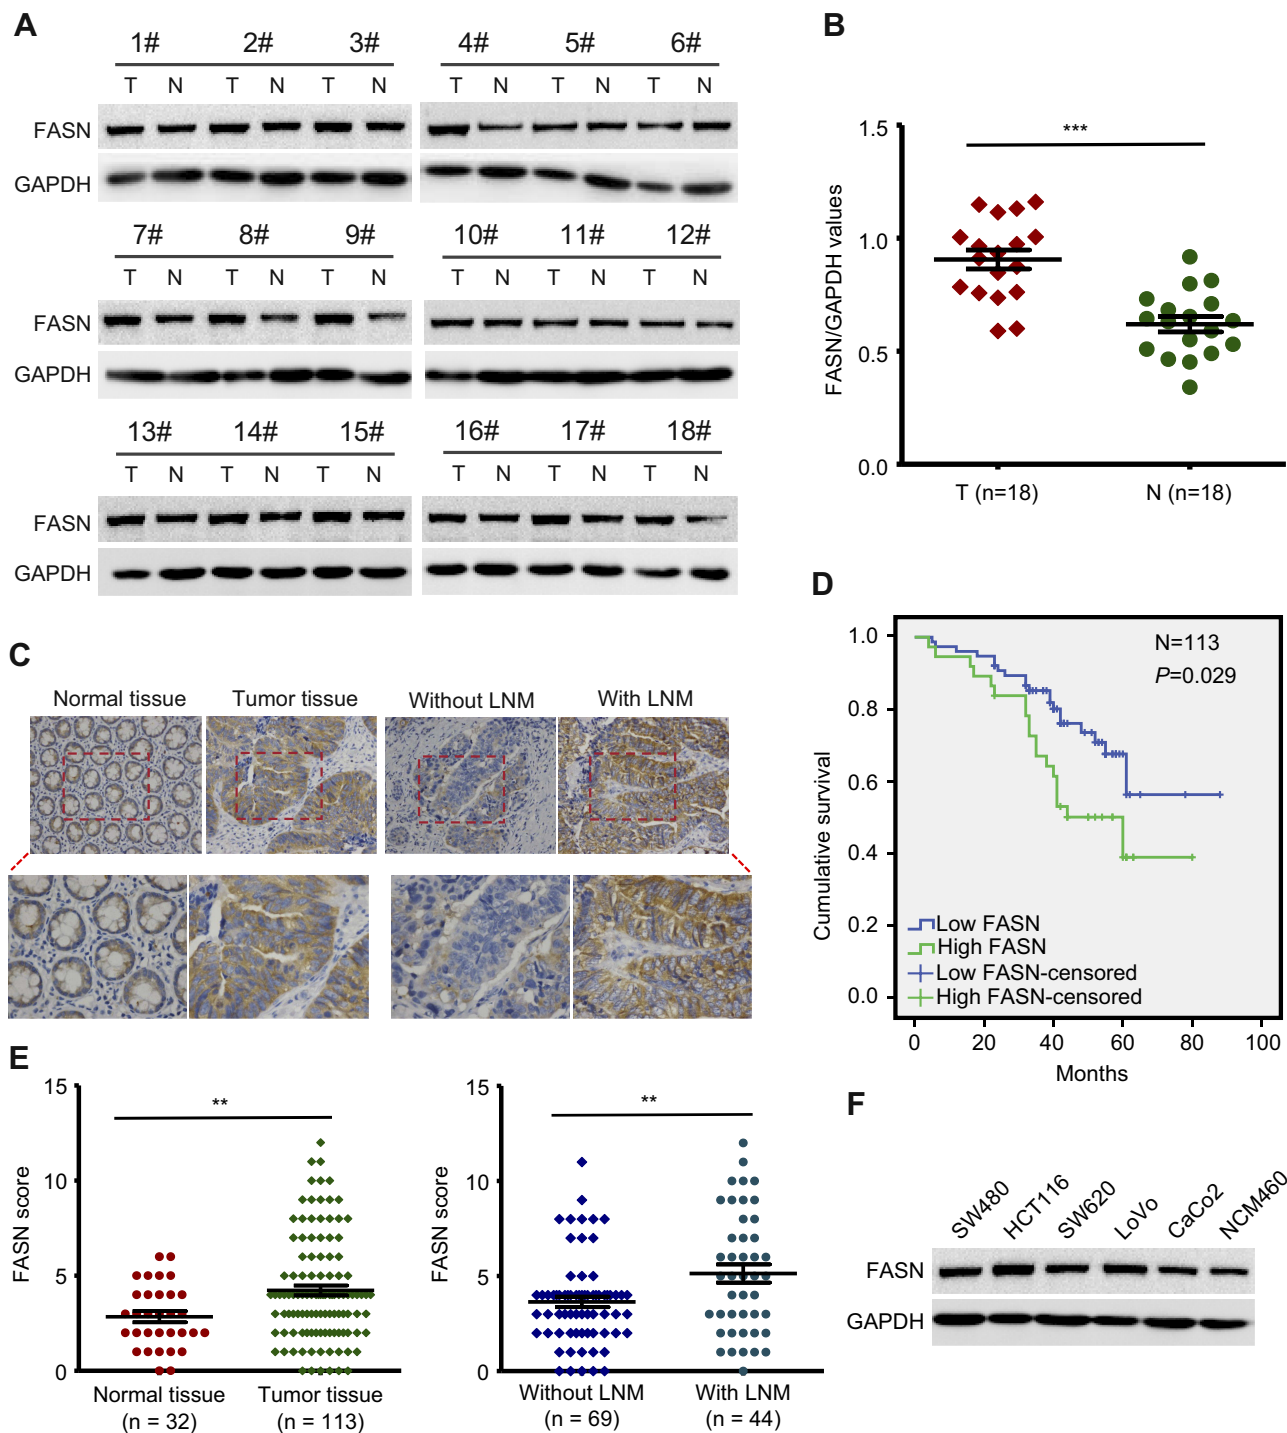 A
1# 2# 3# 4# 5# 6#
T N T N T N T N T N T N
FASN
GAPDH
7# 8# 9# 10# 11# 12#
T N T N T N T N T N T N
FASN
GAPDH
13# 14# 15# 16# 17# 18#
T N T N T N T N T N T N
FASN
GAPDH
B
***
FASN/GAPDH values
1.5
1.0
0.5
0.0
T (n=18) N (n=18)
C
Normal tissue Tumor tissue Without LNM With LNM
D
N=113
P=0.029
Cumulative survival
1.0
0.8
0.6
0.4
0.2
0.0
Low FASN
High FASN
Low FASN-censored
High FASN-censored
0 20 40 60 80 100
Months
E
**
FASN score
15
10
5
0
Normal tissue Tumor tissue
(n = 32) (n = 113)
**
FASN score
15
10
5
0
Without LNM With LNM
(n = 69) (n = 44)
F
SW480 HCT116 SW620 LoVo CaCo2 NCM460
FASN
GAPDH